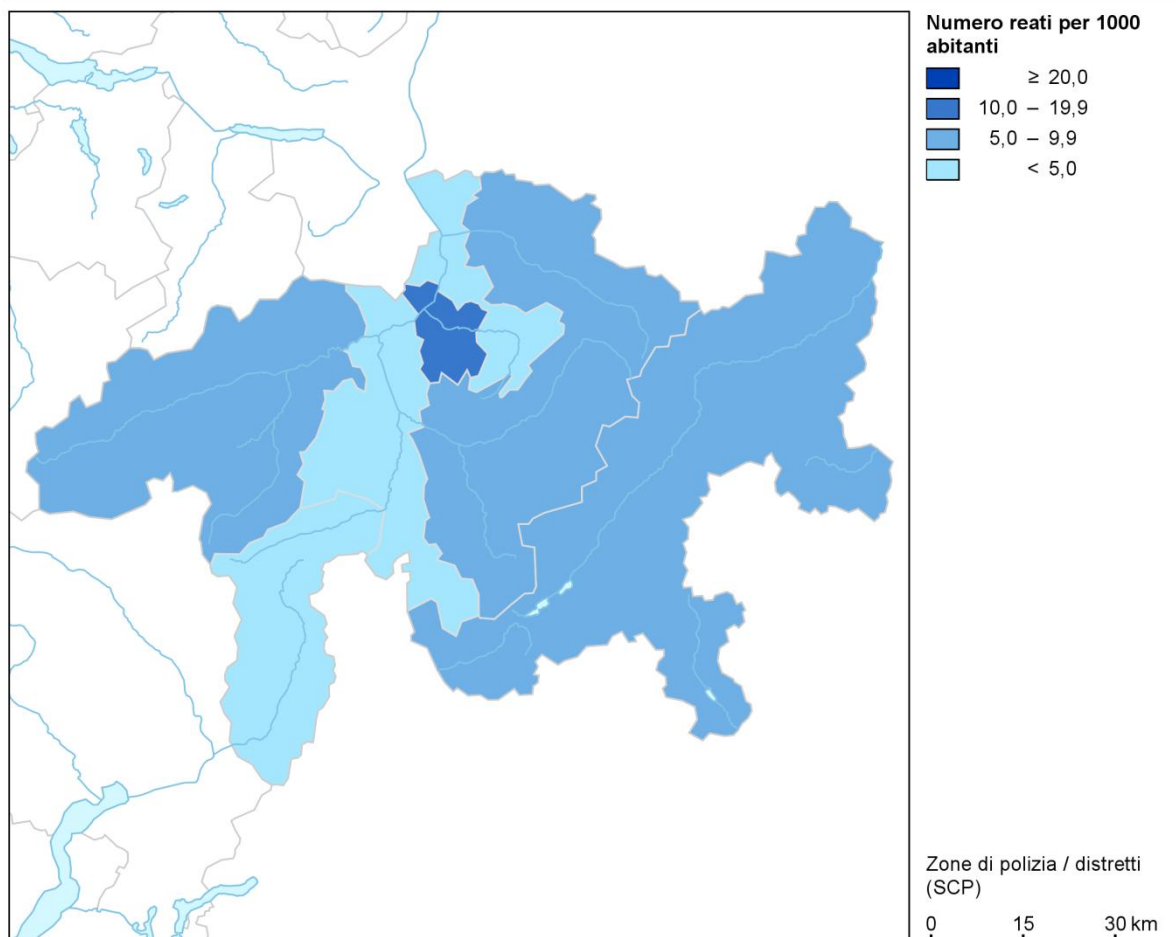 Numero reati per 1000
abitanti
≥ 20,0
10,0 – 19,9
5,0 – 9,9
< 5,0
Zone di polizia / distretti
(SCP)
0 15 30 km